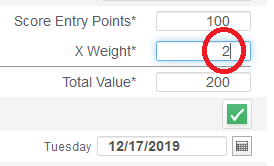 Score Entry Points* 100
X Weight* 2
Total Value* 200
Tuesday 12/17/2019